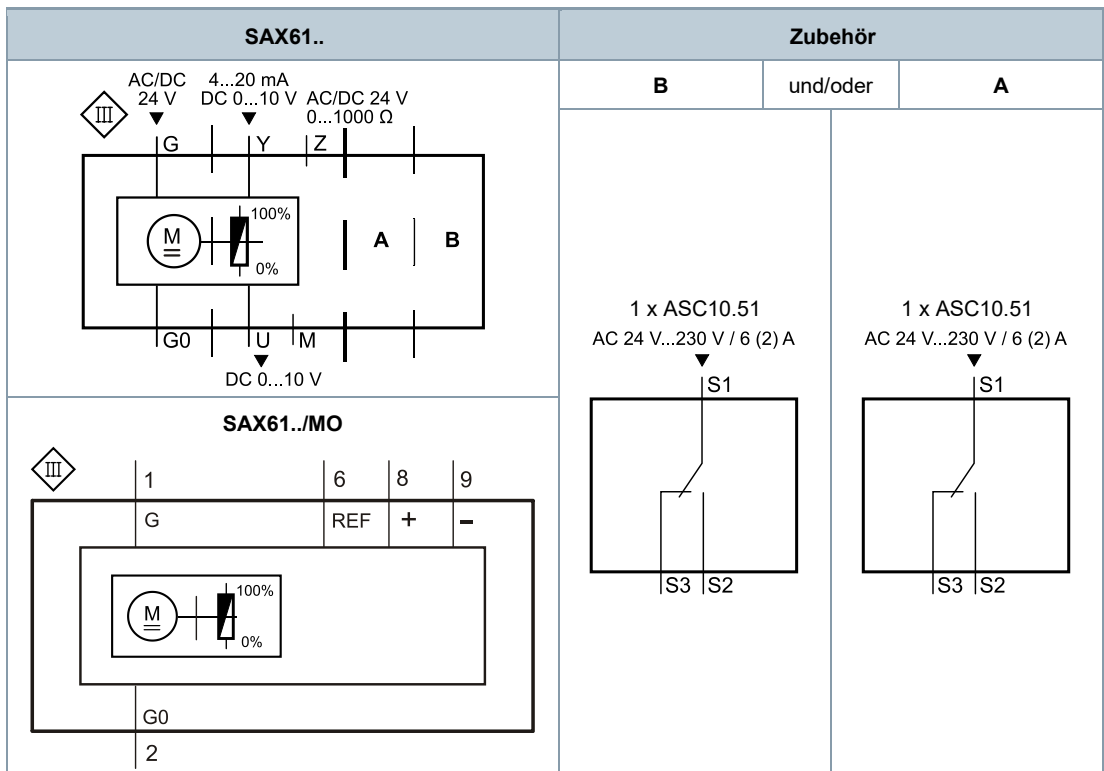 SAX61..
Zubehör
B
und/oder
A
AC/DC
24 V
4...20 mA
DC 0...10 V
AC/DC 24 V
0...1000 Ω
III
G
Y
Z
M
100%
0%
A
B
G0
U
M
DC 0...10 V
SAX61../MO
III
1
6
8
9
G
REF
+
-
M
100%
0%
G0
2
1 x ASC10.51
AC 24 V...230 V / 6 (2) A
S1
S3
S2
1 x ASC10.51
AC 24 V...230 V / 6 (2) A
S1
S3
S2